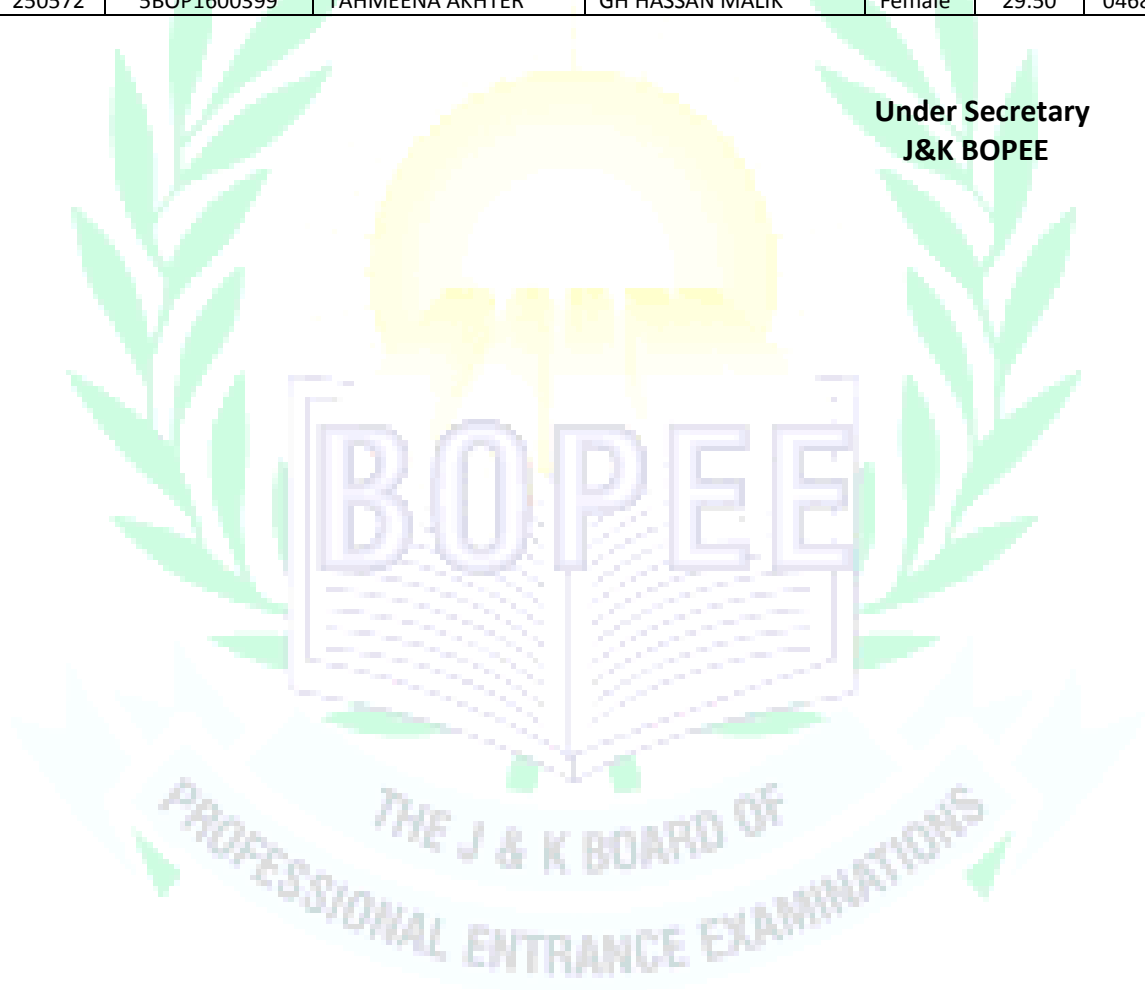 250572 5BOP1600399 TAHMEENA AKHTER GH HASSAN MALIK Female 29.50 0468
Under Secretary
J&K BOPEE
BOPEE
THE J & K BOARD OF
PROFESSIONAL ENTRANCE EXAMINATIONS